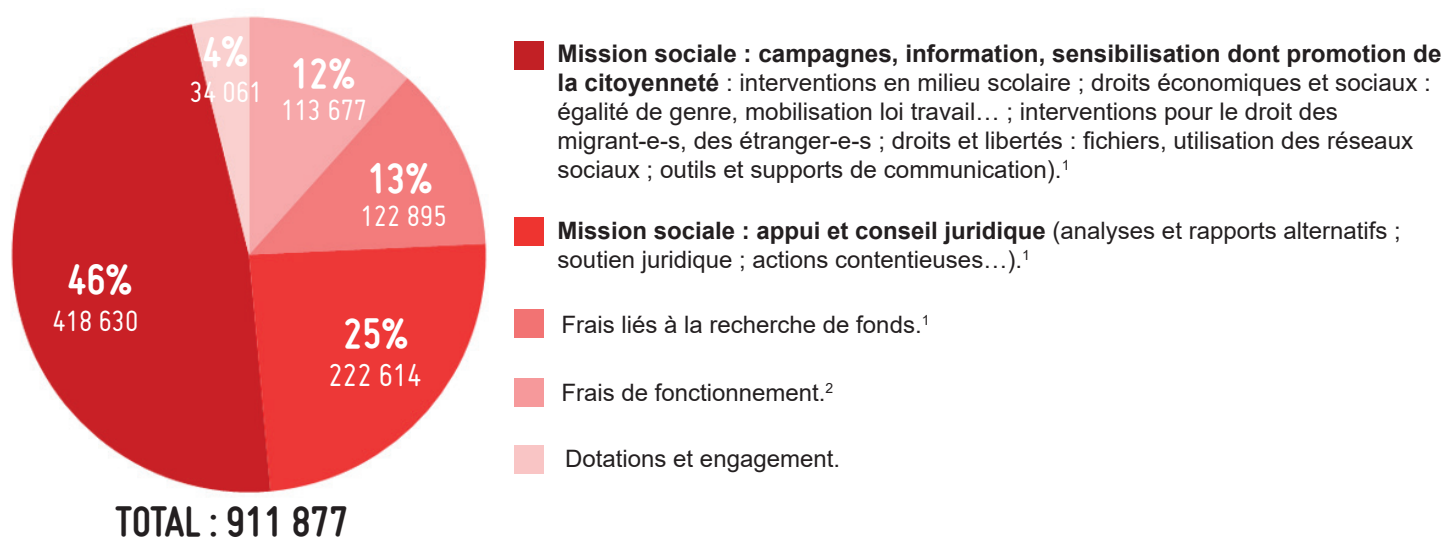 4%
34 061
12%
113 677
13%
122 895
25%
222 614
46%
418 630
TOTAL : 911 877
Mission sociale : campagnes, information, sensibilisation dont promotion de
la citoyenneté : interventions en milieu scolaire ; droits économiques et sociaux :
égalité de genre, mobilisation loi travail… ; interventions pour le droit des
migrant-e-s, des étranger-e-s ; droits et libertés : fichiers, utilisation des réseaux
sociaux ; outils et supports de communication).¹
Mission sociale : appui et conseil juridique (analyses et rapports alternatifs ;
soutien juridique ; actions contentieuses…).¹
Frais liés à la recherche de fonds.¹
Frais de fonctionnement.²
Dotations et engagement.